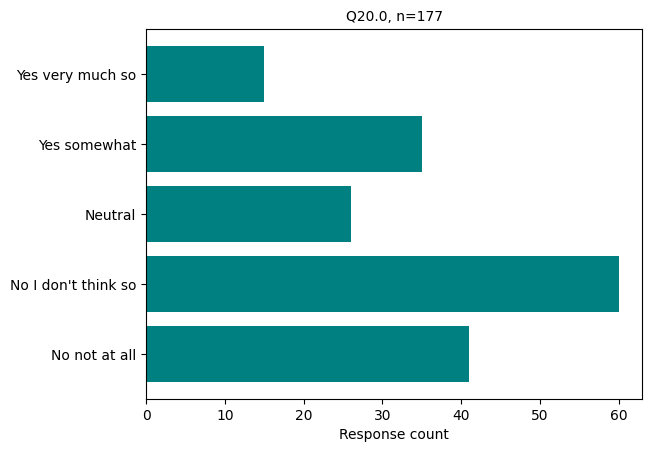 Q20.0, n=177
Yes very much so
Yes somewhat
Neutral
No I don't think so
No not at all
0 10 20 30 40 50 60
Response count